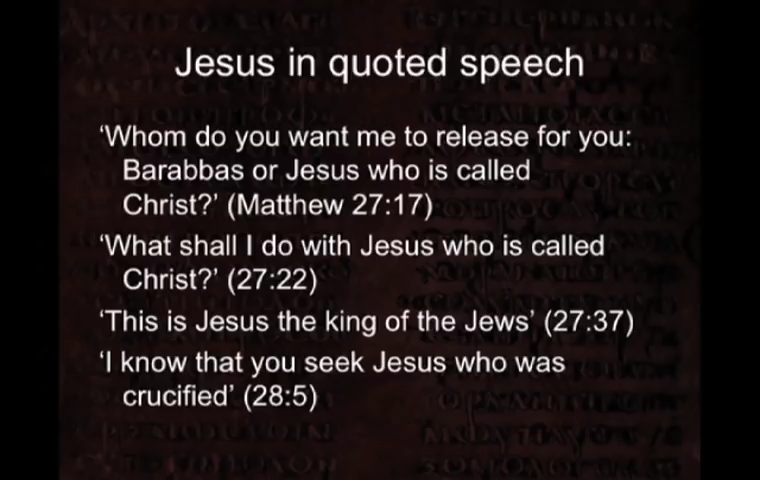 Jesus in quoted speech
‘Whom do you want me to release for you:
Barabbas or Jesus who is called
Christ?’ (Matthew 27:17)
‘What shall I do with Jesus who is called
Christ?’ (27:22)
‘This is Jesus the king of the Jews’ (27:37)
‘I know that you seek Jesus who was
crucified’ (28:5)